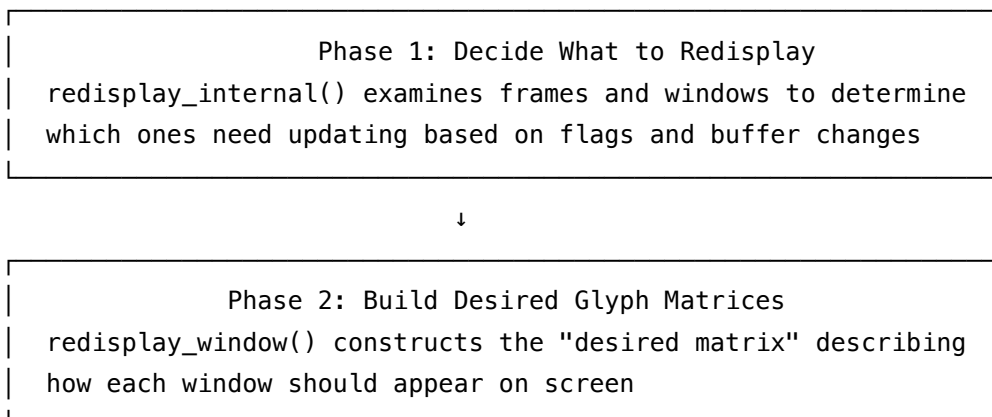 Phase 1: Decide What to Redisplay
redisplay_internal() examines frames and windows to determine
which ones need updating based on flags and buffer changes
↓
Phase 2: Build Desired Glyph Matrices
redisplay_window() constructs the "desired matrix" describing
how each window should appear on screen